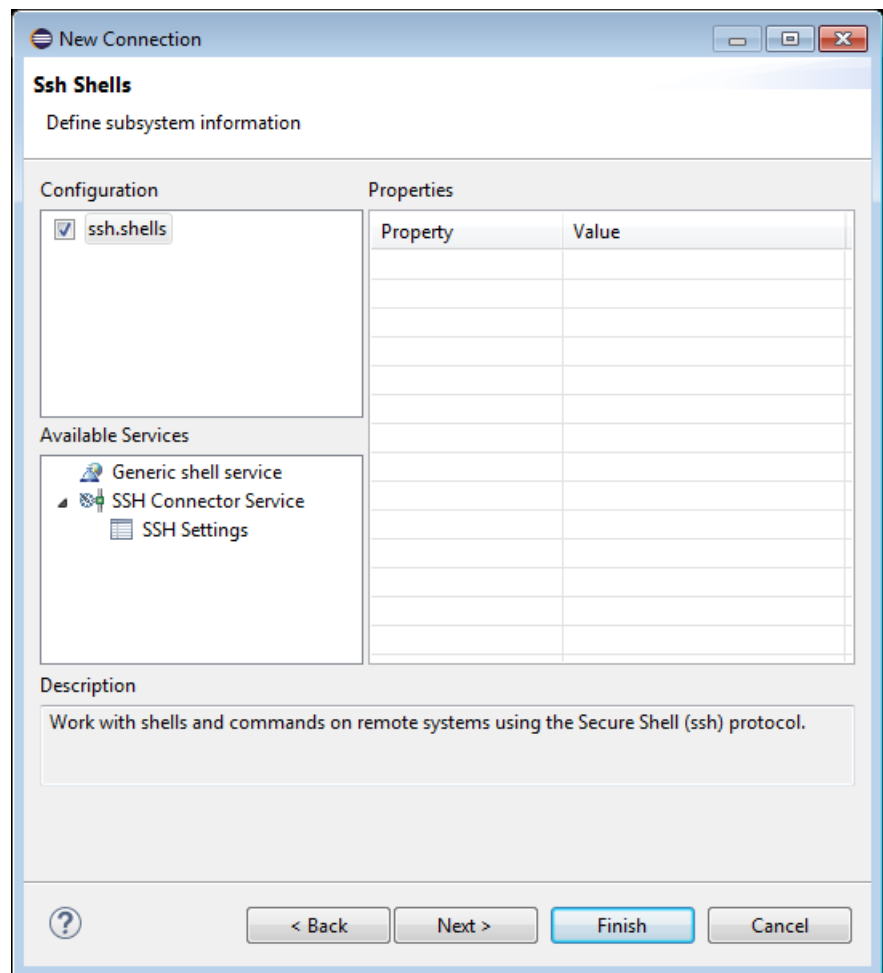 New Connection
Ssh Shells
Define subsystem information
Configuration
ssh.shells
Available Services
Generic shell service
SSH Connector Service
SSH Settings
Properties
Property Value
Description
Work with shells and commands on remote systems using the Secure Shell (ssh) protocol.
? < Back Next > Finish Cancel